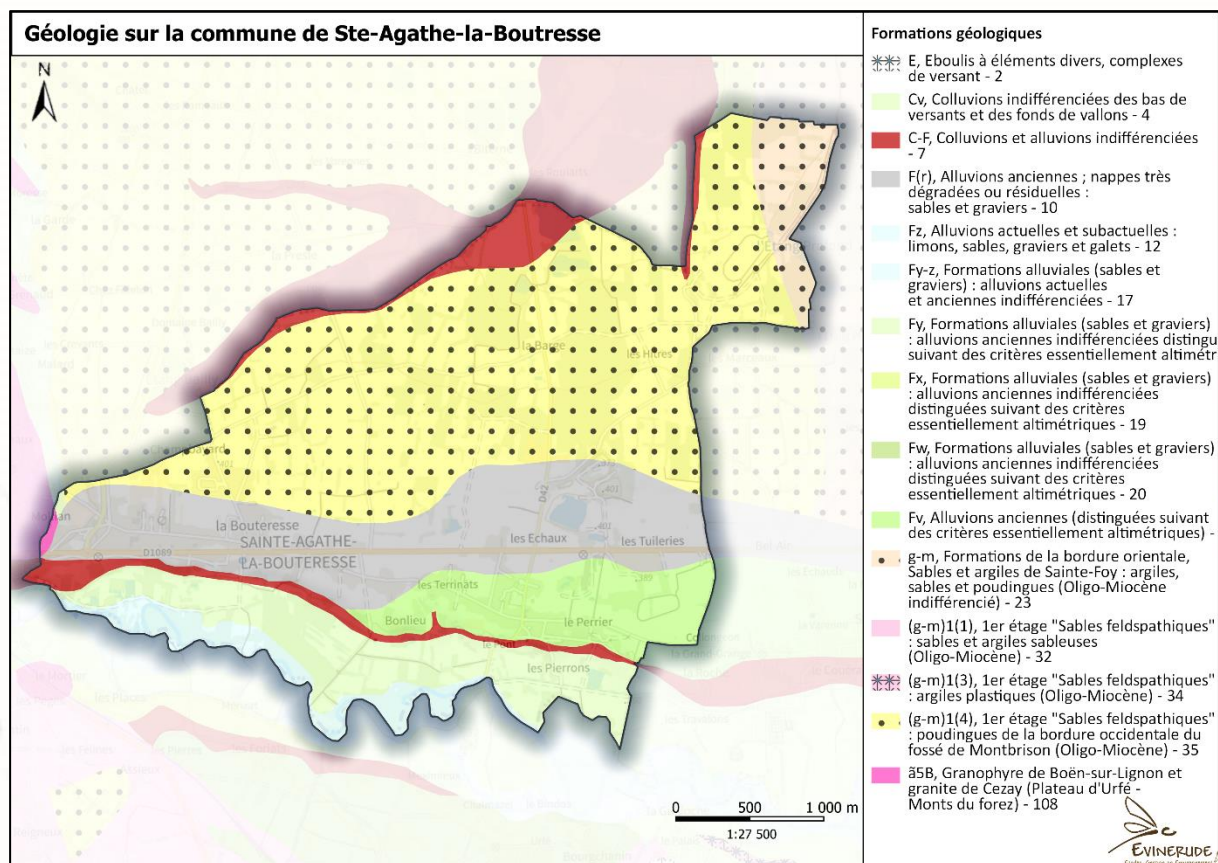 Géologie sur la commune de Ste-Agathe-la-Boutresse
N
la Barge
les Hîtres
Champbayard
la Bouteresse
SAINTE-AGATHE-
LA-BOUTERESSE
D1089
D42
les Echaux
les Tuileries
les Terrinats
Bonlieu
le Perrier
le Pont
les Pierrons
0 500 1 000 m
1:27 500
Formations géologiques
E, Eboulis à éléments divers, complexes
de versant - 2
Cv, Colluvions indifférenciées des bas de
versants et des fonds de vallons - 4
C-F, Colluvions et alluvions indifférenciées
- 7
F(r), Alluvions anciennes ; nappes très
dégradées ou résiduelles :
sables et graviers - 10
Fz, Alluvions actuelles et subactuelles :
limons, sables, graviers et galets - 12
Fy-z, Formations alluviales (sables et
graviers) : alluvions actuelles
et anciennes indifférenciées - 17
Fy, Formations alluviales (sables et graviers)
: alluvions anciennes indifférenciées distingu
suivant des critères essentiellement altimétr
Fx, Formations alluviales (sables et graviers)
: alluvions anciennes indifférenciées
distinguées suivant des critères
essentiellement altimétriques - 19
Fw, Formations alluviales (sables et graviers)
: alluvions anciennes indifférenciées
distinguées suivant des critères
essentiellement altimétriques - 20
Fv, Alluvions anciennes (distinguées suivant
des critères essentiellement altimétriques) -
g-m, Formations de la bordure orientale,
Sables et argiles de Sainte-Foy : argiles,
sables et poudingues (Oligo-Miocène
indifférencié) - 23
(g-m)1(1), 1er étage "Sables feldspathiques"
: sables et argiles sableuses
(Oligo-Miocène) - 32
(g-m)1(3), 1er étage "Sables feldspathiques"
: argiles plastiques (Oligo-Miocène) - 34
(g-m)1(4), 1er étage "Sables feldspathiques"
: poudingues de la bordure occidentale du
fossé de Montbrison (Oligo-Miocène) - 35
ã5B, Granophyre de Boën-sur-Lignon et
granite de Cezay (Plateau d'Urfé -
Monts du forez) - 108
EVINERUDE